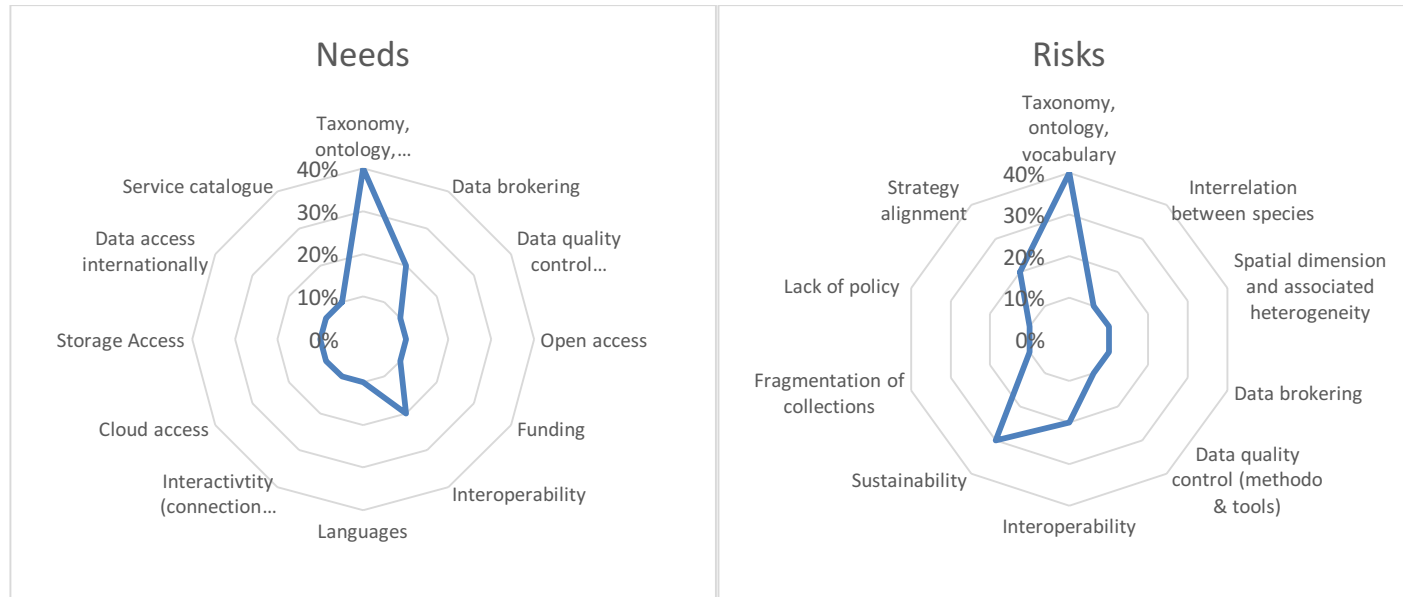 Needs
Taxonomy,
ontology,...
Data brokering
Data quality
control...
Open access
Funding
Interoperability
Languages
Interactivtity
(connection...
Cloud access
Storage Access
Data access
internationally
Service catalogue
40%
30%
20%
10%
0%
Risks
Taxonomy,
ontology,
vocabulary
Interrelation
between species
Spatial dimension
and associated
heterogeneity
Data brokering
Data quality
control (methodo
& tools)
Interoperability
Sustainability
Fragmentation of
collections
Lack of policy
Strategy
alignment
40%
30%
20%
10%
0%